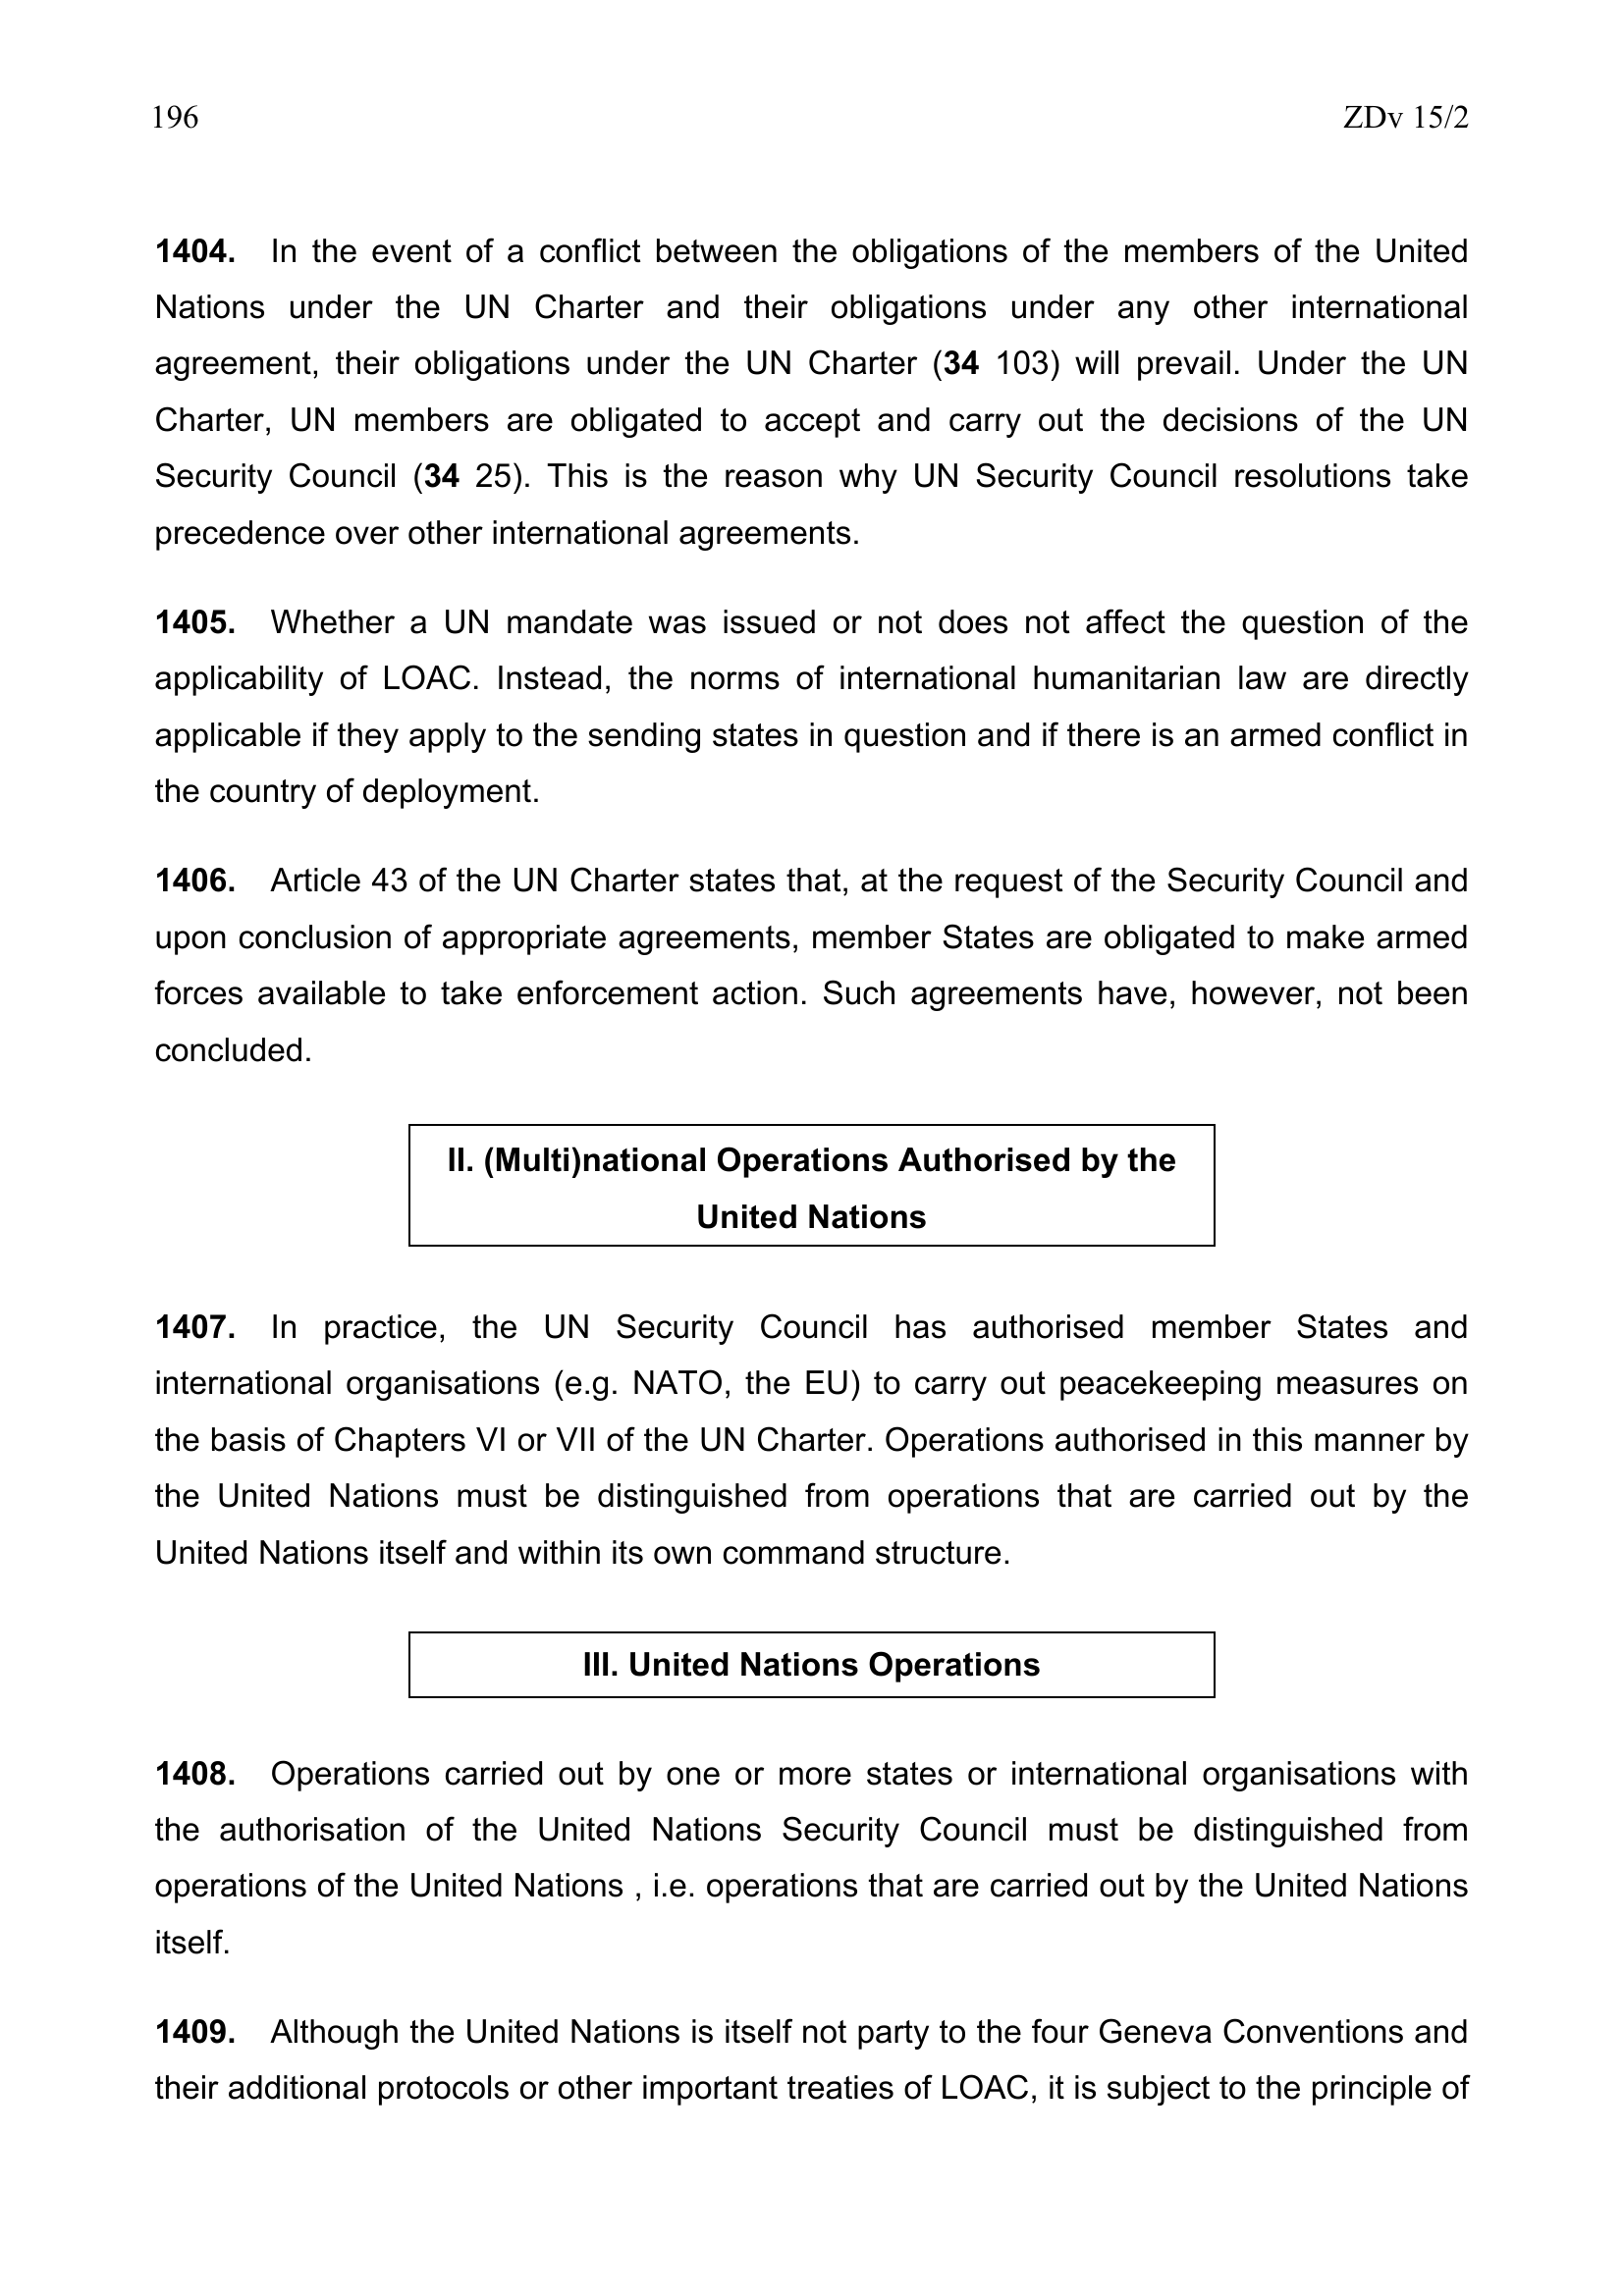 196 ZDv 15/2
1404. In the event of a conflict between the obligations of the members of the United
Nations under the UN Charter and their obligations under any other international
agreement, their obligations under the UN Charter (34 103) will prevail. Under the UN
Charter, UN members are obligated to accept and carry out the decisions of the UN
Security Council (34 25). This is the reason why UN Security Council resolutions take
precedence over other international agreements.
1405. Whether a UN mandate was issued or not does not affect the question of the
applicability of LOAC. Instead, the norms of international humanitarian law are directly
applicable if they apply to the sending states in question and if there is an armed conflict in
the country of deployment.
1406. Article 43 of the UN Charter states that, at the request of the Security Council and
upon conclusion of appropriate agreements, member States are obligated to make armed
forces available to take enforcement action. Such agreements have, however, not been
concluded.
II. (Multi)national Operations Authorised by the
United Nations
1407. In practice, the UN Security Council has authorised member States and
international organisations (e.g. NATO, the EU) to carry out peacekeeping measures on
the basis of Chapters VI or VII of the UN Charter. Operations authorised in this manner by
the United Nations must be distinguished from operations that are carried out by the
United Nations itself and within its own command structure.
III. United Nations Operations
1408. Operations carried out by one or more states or international organisations with
the authorisation of the United Nations Security Council must be distinguished from
operations of the United Nations , i.e. operations that are carried out by the United Nations
itself.
1409. Although the United Nations is itself not party to the four Geneva Conventions and
their additional protocols or other important treaties of LOAC, it is subject to the principle of